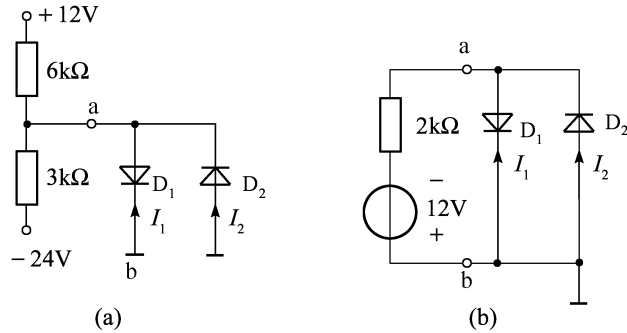 +12V
6kΩ
a
3kΩ
D₁
D₂
I₁
I₂
−24V
b
(a)
a
2kΩ
D₁
D₂
I₁
I₂
−
12V
+
b
(b)